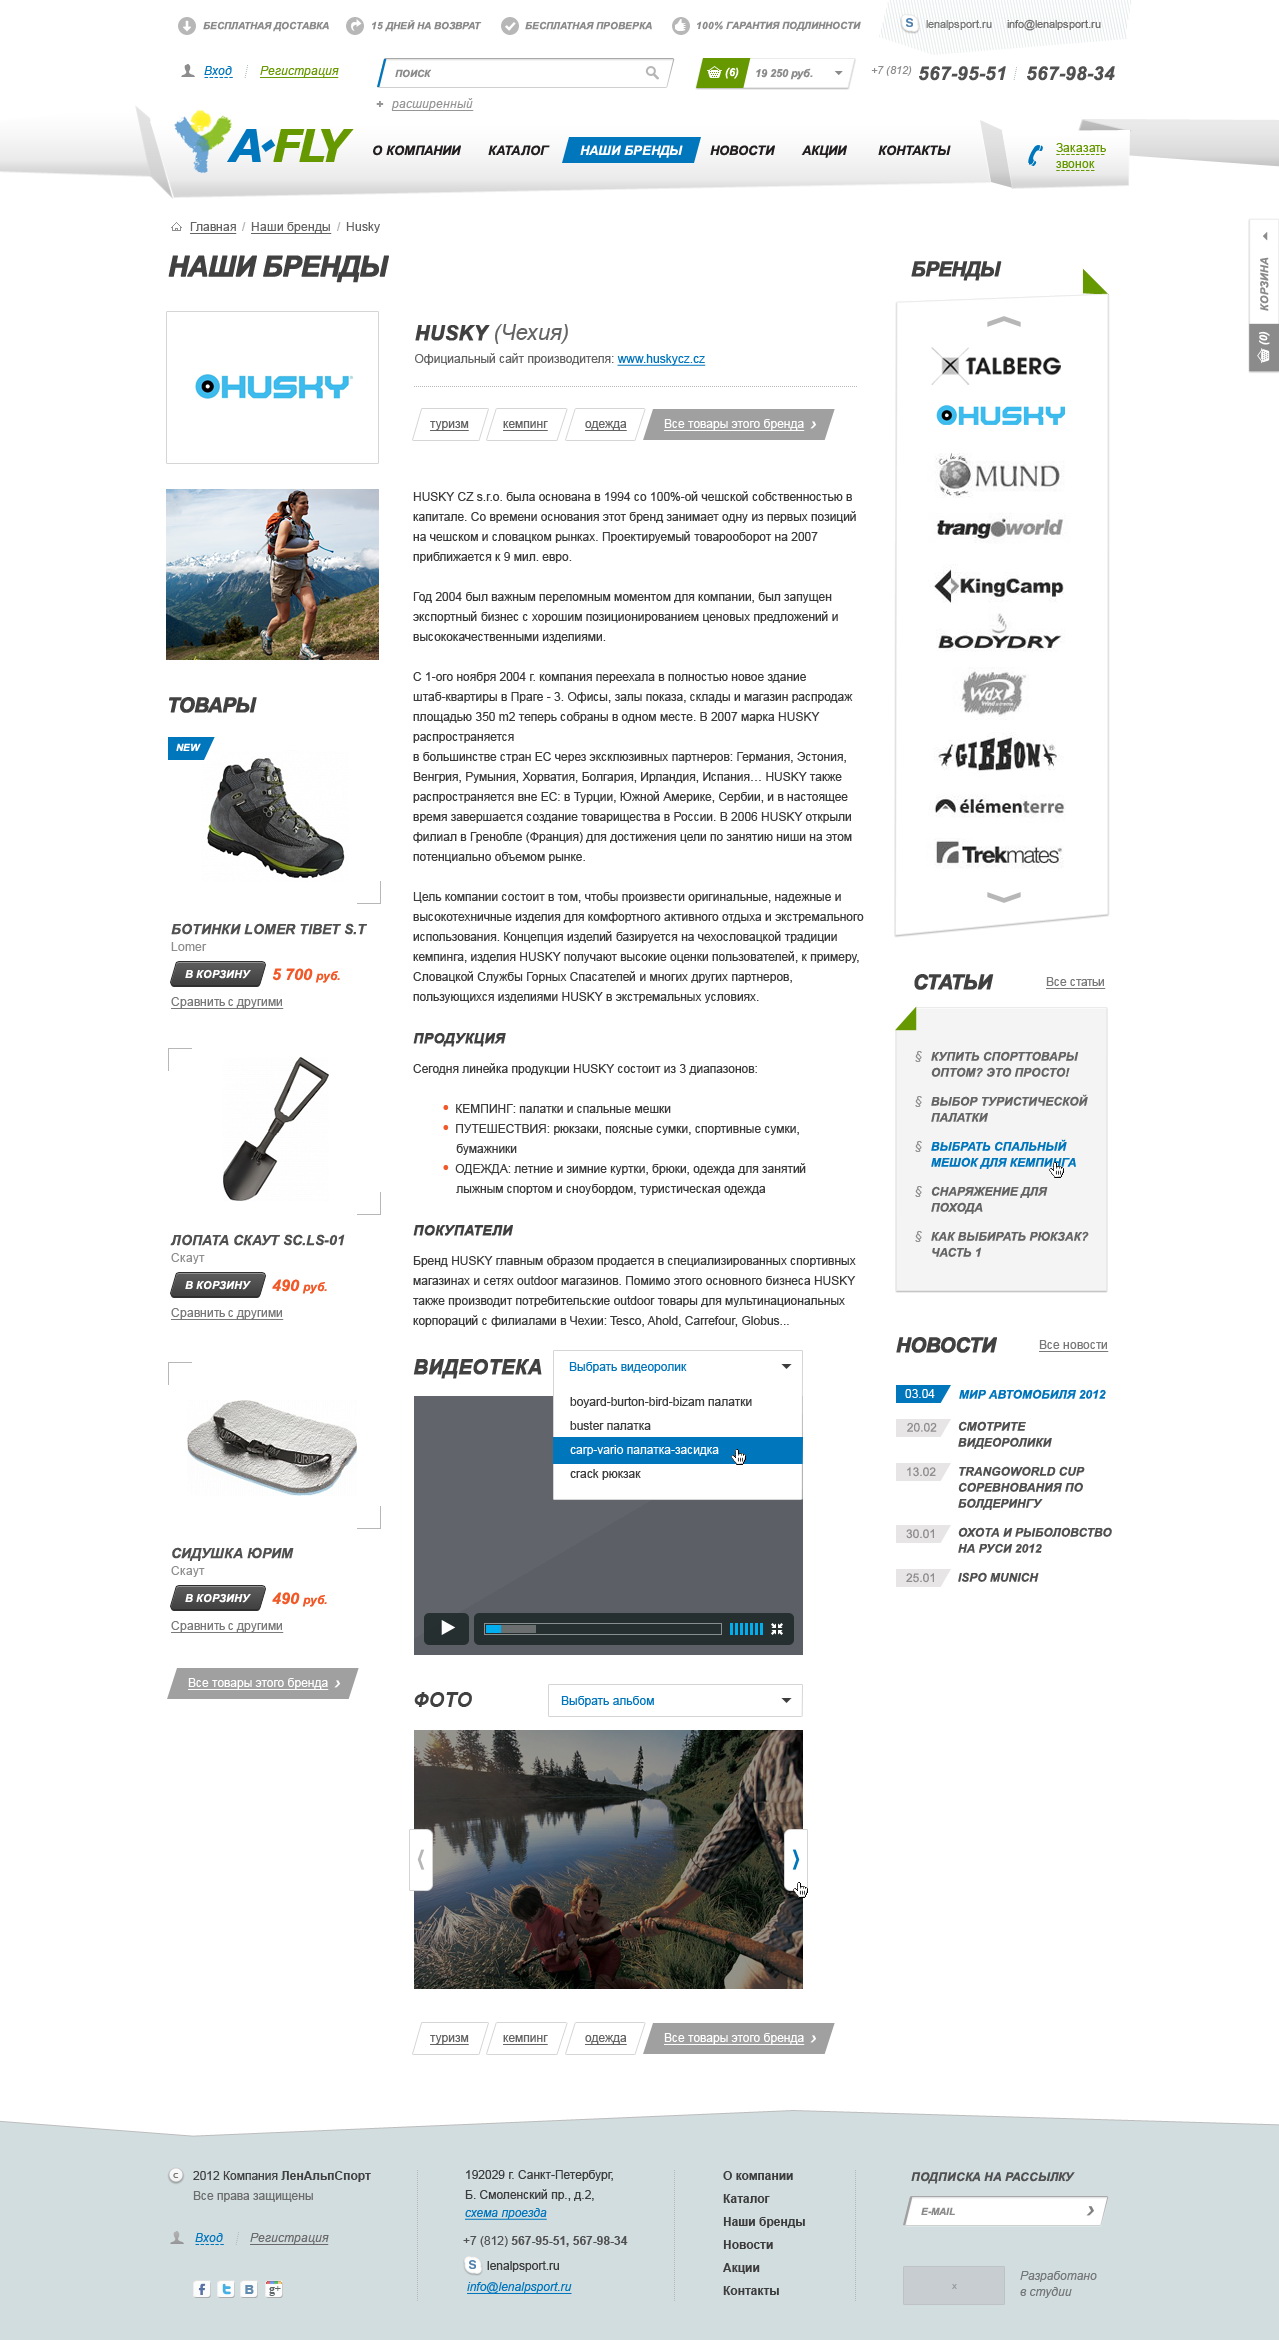 БЕСПЛАТНАЯ ДОСТАВКА
15 ДНЕЙ НА ВОЗВРАТ
БЕСПЛАТНАЯ ПРОВЕРКА
100% ГАРАНТИЯ ПОДЛИННОСТИ
lenalpsport.ru
info@lenalpsport.ru
Вход
Регистрация
ПОИСК
(6)
19 250 руб.
+7 (812) 567-95-51
567-98-34
+ расширенный
A-FLY
О КОМПАНИИ
КАТАЛОГ
НАШИ БРЕНДЫ
НОВОСТИ
АКЦИИ
КОНТАКТЫ
Заказать
звонок
Главная / Наши бренды / Husky
НАШИ БРЕНДЫ
КОРЗИНА
(0)
HUSKY
HUSKY (Чехия)
Официальный сайт производителя: www.huskycz.cz
туризм
кемпинг
одежда
Все товары этого бренда ›
HUSKY CZ s.r.o. была основана в 1994 со 100%-ой чешской собственностью в
капитале. Со времени основания этот бренд занимает одну из первых позиций
на чешском и словацком рынках. Проектируемый товарооборот на 2007
приближается к 9 мил. евро.
Год 2004 был важным переломным моментом для компании, был запущен
экспортный бизнес с хорошим позиционированием ценовых предложений и
высококачественными изделиями.
С 1-ого ноября 2004 г. компания переехала в полностью новое здание
штаб-квартиры в Праге - 3. Офисы, залы показа, склады и магазин распродаж
площадью 350 m2 теперь собраны в одном месте. В 2007 марка HUSKY
распространяется
в большинстве стран ЕС через эксклюзивных партнеров: Германия, Эстония,
Венгрия, Румыния, Хорватия, Болгария, Ирландия, Испания… HUSKY также
распространяется вне ЕС: в Турции, Южной Америке, Сербии, и в настоящее
время завершается создание товарищества в России. В 2006 HUSKY открыли
филиал в Гренобле (Франция) для достижения цели по занятию ниши на этом
потенциально объемом рынке.
Цель компании состоит в том, чтобы произвести оригинальные, надежные и
высокотехничные изделия для комфортного активного отдыха и экстремального
использования. Концепция изделий базируется на чехословацкой традиции
кемпинга, изделия HUSKY получают высокие оценки пользователей, к примеру,
Словацкой Службы Горных Спасателей и многих других партнеров,
пользующихся изделиями HUSKY в экстремальных условиях.
ПРОДУКЦИЯ
Сегодня линейка продукции HUSKY состоит из 3 диапазонов:
• КЕМПИНГ: палатки и спальные мешки
• ПУТЕШЕСТВИЯ: рюкзаки, поясные сумки, спортивные сумки,
бумажники
• ОДЕЖДА: летние и зимние куртки, брюки, одежда для занятий
лыжным спортом и сноубордом, туристическая одежда
ПОКУПАТЕЛИ
Бренд HUSKY главным образом продается в специализированных спортивных
магазинах и сетях outdoor магазинов. Помимо этого основного бизнеса HUSKY
также производит потребительские outdoor товары для мультинациональных
корпораций с филиалами в Чехии: Tesco, Ahold, Carrefour, Globus...
ВИДЕОТЕКА
Выбрать видеоролик
boyard-burton-bird-bizam палатки
buster палатка
carp-vario палатка-засидка
crack рюкзак
ФОТО
Выбрать альбом
туризм
кемпинг
одежда
Все товары этого бренда ›
ТОВАРЫ
NEW
БОТИНКИ LOMER TIBET S.T
Lomer
В КОРЗИНУ
5 700 руб.
Сравнить с другими
ЛОПАТА СКАУТ SC.LS-01
Скаут
В КОРЗИНУ
490 руб.
Сравнить с другими
СИДУШКА ЮРИМ
Скаут
В КОРЗИНУ
490 руб.
Сравнить с другими
Все товары этого бренда ›
БРЕНДЫ
TALBERG
HUSKY
MUND
trangoworld
KingCamp
BODYDRY
Wdx
GIBBON
élémenterre
Trekmates
СТАТЬИ
Все статьи
§ КУПИТЬ СПОРТТОВАРЫ
ОПТОМ? ЭТО ПРОСТО!
§ ВЫБОР ТУРИСТИЧЕСКОЙ
ПАЛАТКИ
§ ВЫБРАТЬ СПАЛЬНЫЙ
МЕШОК ДЛЯ КЕМПИНГА
§ СНАРЯЖЕНИЕ ДЛЯ
ПОХОДА
§ КАК ВЫБИРАТЬ РЮКЗАК?
ЧАСТЬ 1
НОВОСТИ
Все новости
03.04 МИР АВТОМОБИЛЯ 2012
20.02 СМОТРИТЕ
ВИДЕОРОЛИКИ
13.02 TRANGOWORLD CUP
СОРЕВНОВАНИЯ ПО
БОЛДЕРИНГУ
30.01 ОХОТА И РЫБОЛОВСТВО
НА РУСИ 2012
25.01 ISPO MUNICH
© 2012 Компания ЛенАльпСпорт
Все права защищены
Вход
Регистрация
192029 г. Санкт-Петербург,
Б. Смоленский пр., д.2,
схема проезда
+7 (812) 567-95-51, 567-98-34
lenalpsport.ru
info@lenalpsport.ru
О компании
Каталог
Наши бренды
Новости
Акции
Контакты
ПОДПИСКА НА РАССЫЛКУ
E-MAIL
x
Разработано
в студии